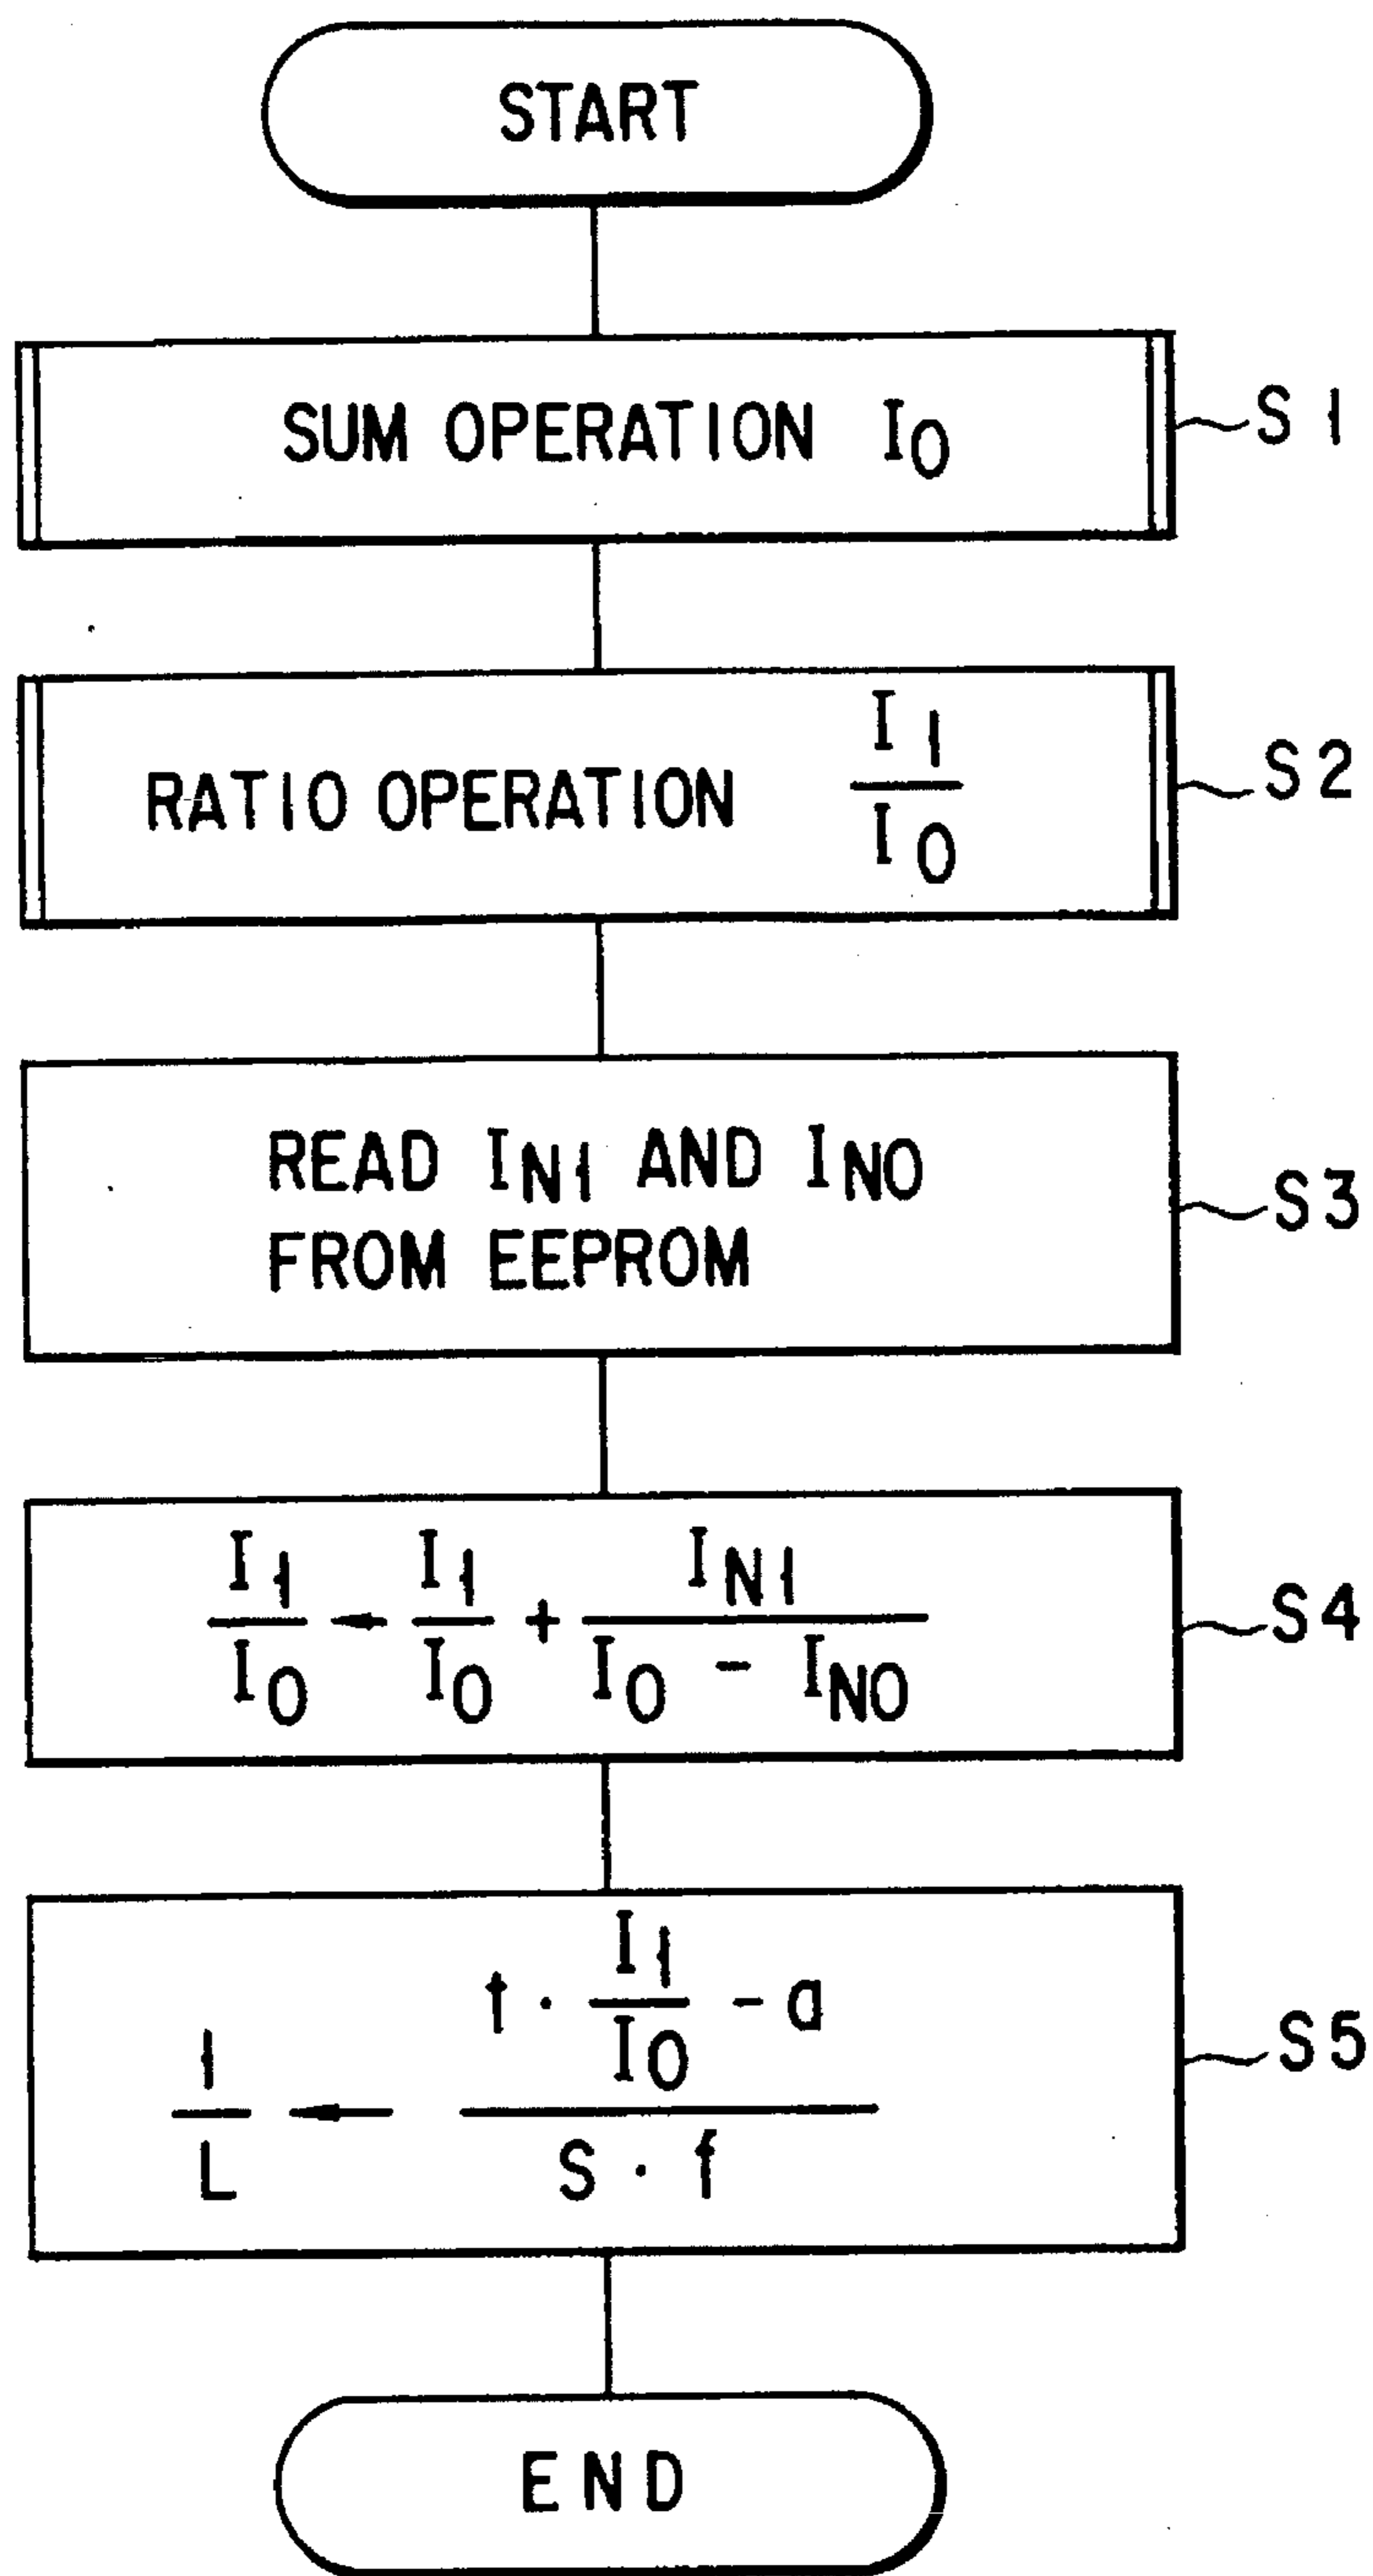 START
SUM OPERATION I0 S1
RATIO OPERATION I1/I0 S2
READ IN1 AND IN0 S3
FROM EEPROM
I1/I0 ← I1/I0 + IN1/(I0 - IN0) S4
1/L ← (t · I1/I0 - a)/(S · f) S5
END